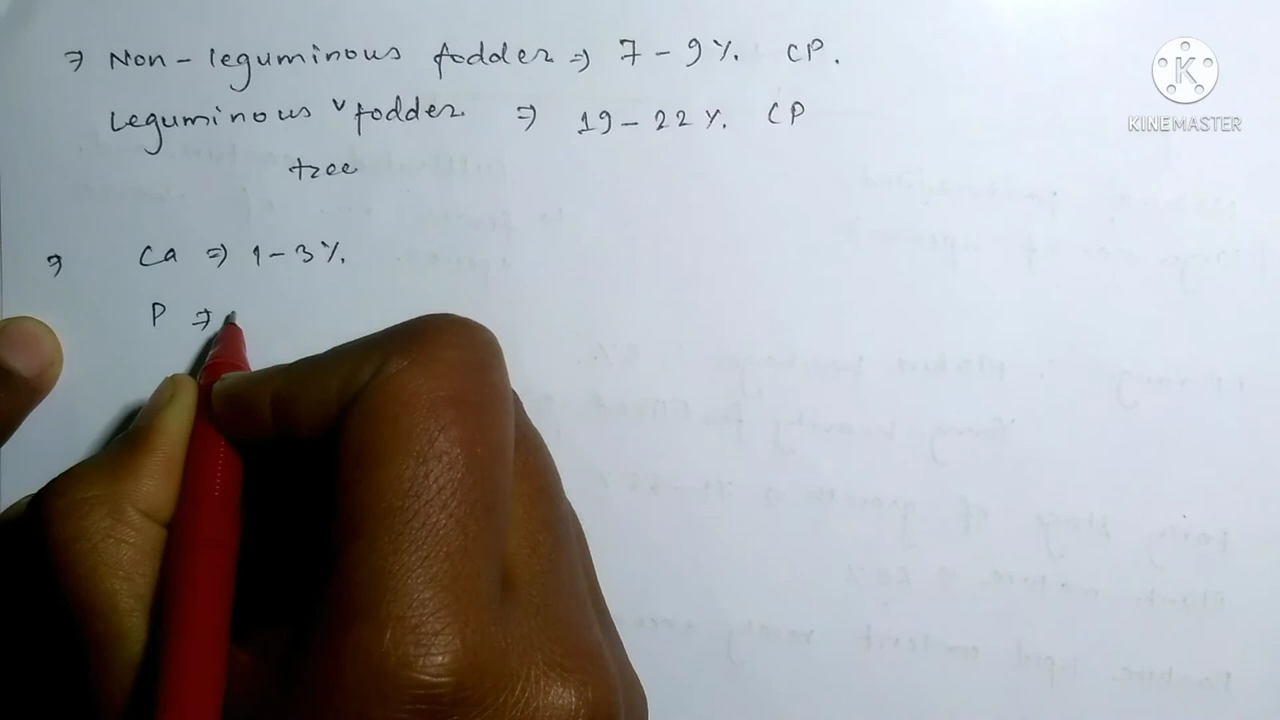 ⇒ Non-leguminous fodder ⇒ 7-9%. CP.
Leguminous ˅ fodder ⇒ 19-22%. CP
tree
⇒ Ca ⇒ 1-3%.
P ⇒
K
KINEMASTER